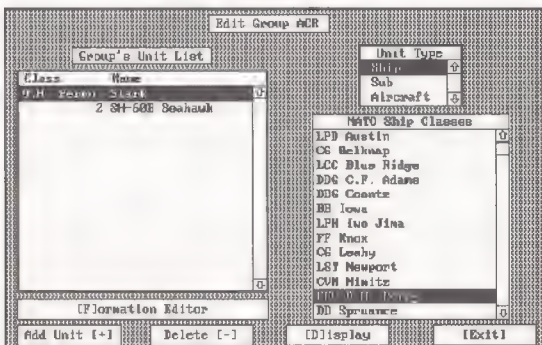 Edit Group ACR
Group's Unit List
Class Name
Stark
2 SH-60B Seahawk
Unit Type
Ship
Sub
Aircraft
NATO Ship Classes
LPD Austin
CG Belknap
LCC Blue Ridge
DDG C.F. Adams
DDG Coontz
BB Iowa
LPH Iwo Jima
FF Knox
CG Leahy
LST Newport
CVN Nimitz
DD Spruance
[F]ormation Editor
Add Unit [+]
Delete [-]
[D]isplay
[Exit]